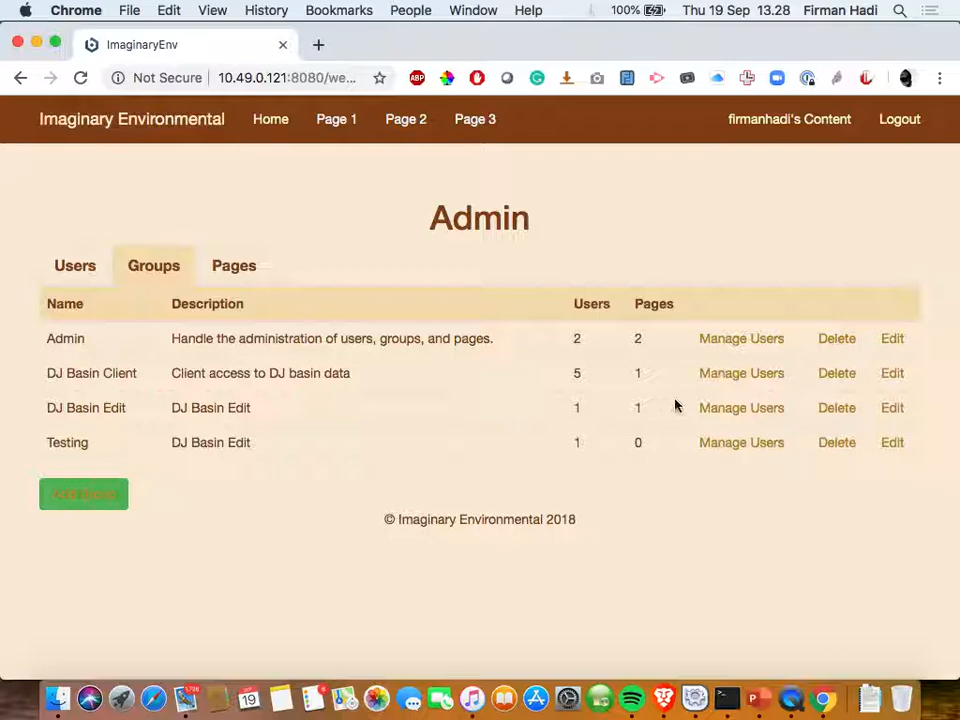 Chrome File Edit View History Bookmarks People Window Help 100% Thu 19 Sep 13.28 Firman Hadi
ImaginaryEnv
Not Secure 10.49.0.121:8080/we...
ABP
Imaginary Environmental Home Page 1 Page 2 Page 3 firmanhadi's Content Logout
Admin
Users Groups Pages
Name Description Users Pages
Admin Handle the administration of users, groups, and pages. 2 2 Manage Users Delete Edit
DJ Basin Client Client access to DJ basin data 5 1 Manage Users Delete Edit
DJ Basin Edit DJ Basin Edit 1 1 Manage Users Delete Edit
Testing DJ Basin Edit 1 0 Manage Users Delete Edit
© Imaginary Environmental 2018
19